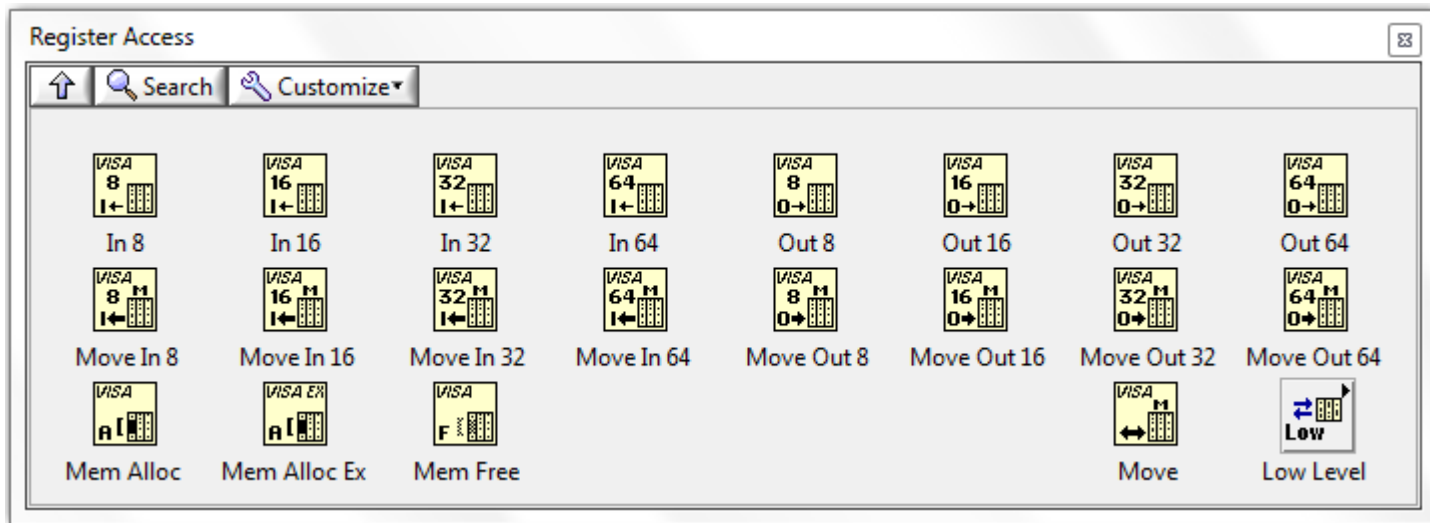 Register Access
Search Customize
VISA VISA VISA VISA VISA VISA VISA VISA
8 16 32 64 8 16 32 64
I← I← I← I← O→ O→ O→ O→
In 8 In 16 In 32 In 64 Out 8 Out 16 Out 32 Out 64
VISA VISA VISA VISA VISA VISA VISA VISA
8 M 16 M 32 M 64 M 8 M 16 M 32 M 64 M
I← I← I← I← O→ O→ O→ O→
Move In 8 Move In 16 Move In 32 Move In 64 Move Out 8 Move Out 16 Move Out 32 Move Out 64
VISA VISA EX VISA VISA
M
A[ A[ F Low
Mem Alloc Mem Alloc Ex Mem Free Move Low Level